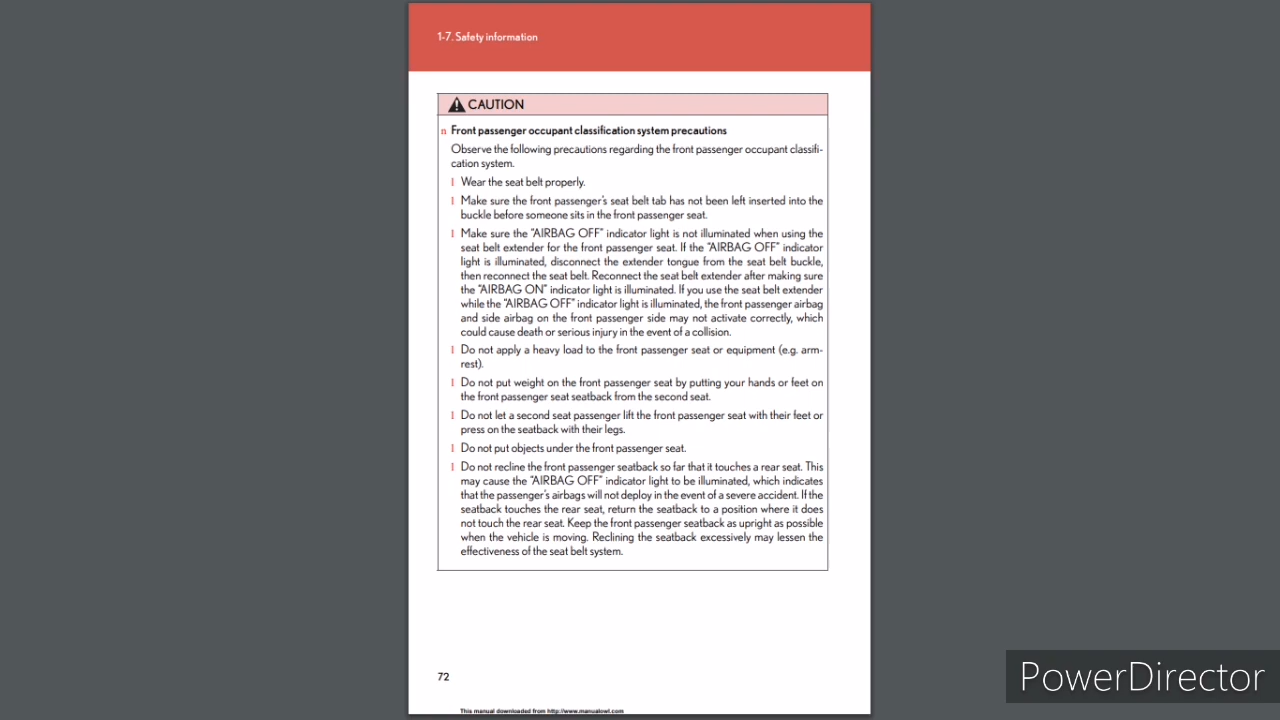 1-7. Safety information
CAUTION
n Front passenger occupant classification system precautions
Observe the following precautions regarding the front passenger occupant classifi-
cation system.
l Wear the seat belt properly.
l Make sure the front passenger's seat belt tab has not been left inserted into the
buckle before someone sits in the front passenger seat.
l Make sure the "AIRBAG OFF" indicator light is not illuminated when using the
seat belt extender for the front passenger seat. If the "AIRBAG OFF" indicator
light is illuminated, disconnect the extender tongue from the seat belt buckle,
then reconnect the seat belt. Reconnect the seat belt extender after making sure
the "AIRBAG ON" indicator light is illuminated. If you use the seat belt extender
while the "AIRBAG OFF" indicator light is illuminated, the front passenger airbag
and side airbag on the front passenger side may not activate correctly, which
could cause death or serious injury in the event of a collision.
l Do not apply a heavy load to the front passenger seat or equipment (e.g. arm-
rest).
l Do not put weight on the front passenger seat by putting your hands or feet on
the front passenger seat seatback from the second seat.
l Do not let a second seat passenger lift the front passenger seat with their feet or
press on the seatback with their legs.
l Do not put objects under the front passenger seat.
l Do not recline the front passenger seatback so far that it touches a rear seat. This
may cause the "AIRBAG OFF" indicator light to be illuminated, which indicates
that the passenger's airbags will not deploy in the event of a severe accident. If the
seatback touches the rear seat, return the seatback to a position where it does
not touch the rear seat. Keep the front passenger seatback as upright as possible
when the vehicle is moving. Reclining the seatback excessively may lessen the
effectiveness of the seat belt system.
72
This manual downloaded from http://www.manualowl.com
PowerDirector